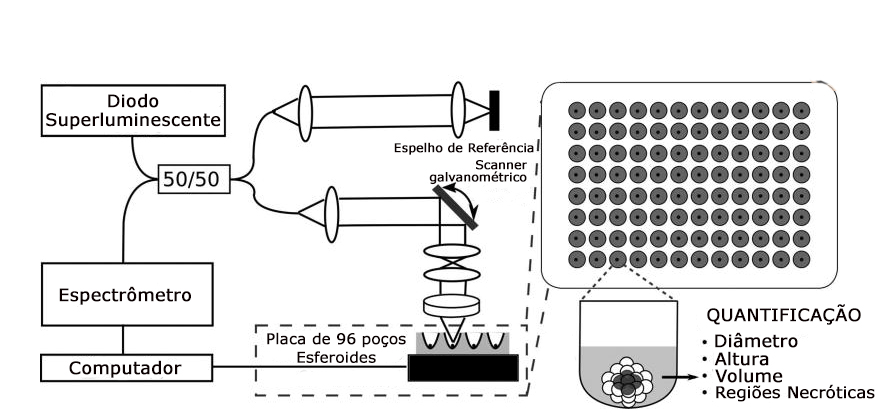 Diodo
Superluminescente
50/50
Espelho de Referência
Scanner
galvanométrico
Espectrômetro
Computador
Placa de 96 poços
Esferoides
QUANTIFICAÇÃO
• Diâmetro
• Altura
• Volume
• Regiões Necróticas